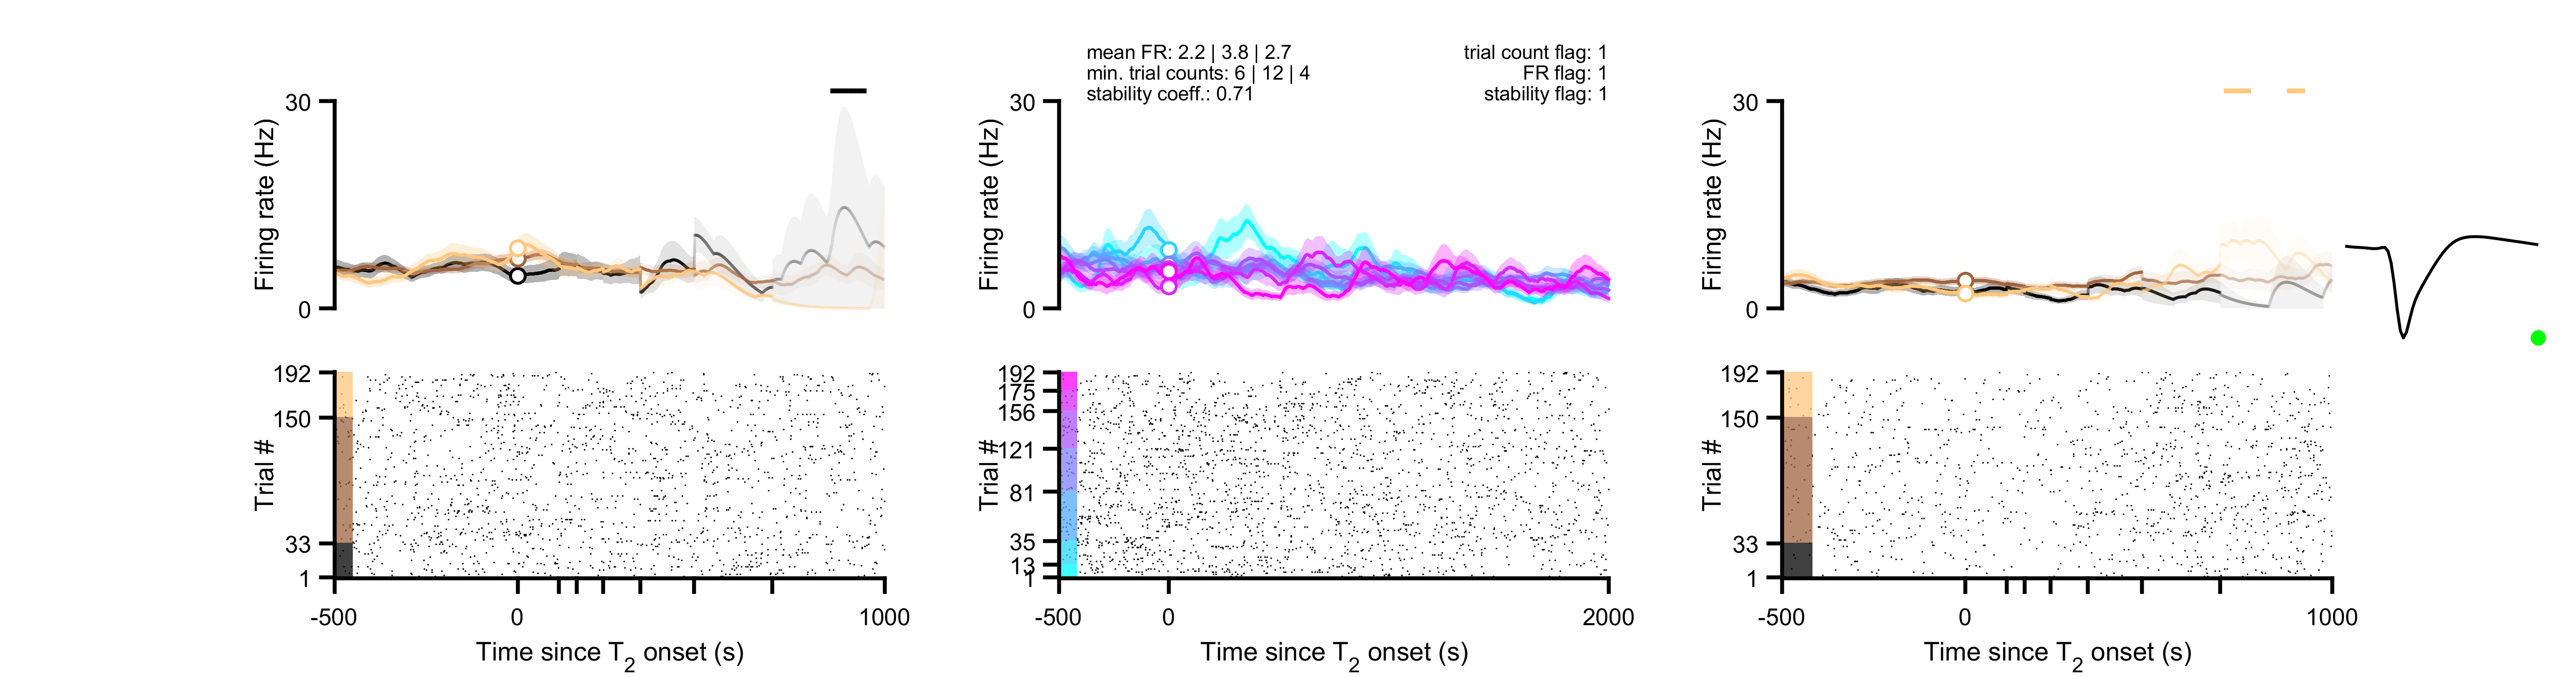 mean FR: 2.2 | 3.8 | 2.7
min. trial counts: 6 | 12 | 4
stability coeff.: 0.71
trial count flag: 1
FR flag: 1
stability flag: 1
30
0
Firing rate (Hz)
192
150
33
1
Trial #
-500
0
1000
Time since T2 onset (s)
30
0
Firing rate (Hz)
192
175
156
121
81
35
13
1
Trial #
-500
0
2000
Time since T2 onset (s)
30
0
Firing rate (Hz)
192
150
33
1
Trial #
-500
0
1000
Time since T2 onset (s)